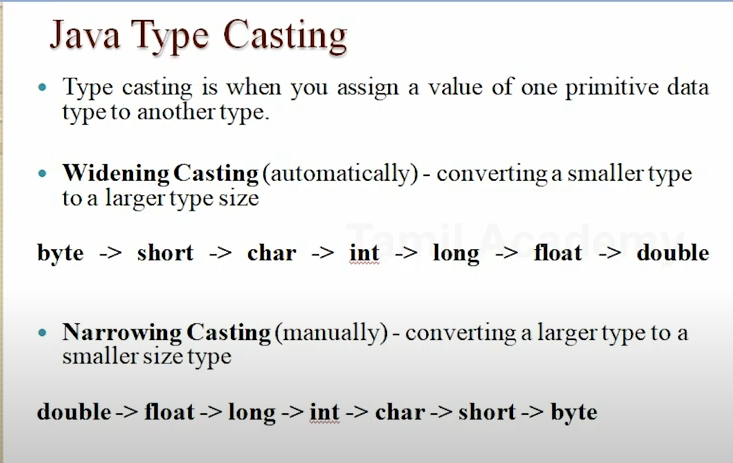 Java Type Casting
• Type casting is when you assign a value of one primitive data
type to another type.
• Widening Casting (automatically) - converting a smaller type
to a larger type size
Tamil Academy
byte -> short -> char -> int -> long -> float -> double
• Narrowing Casting (manually) - converting a larger type to a
smaller size type
double -> float -> long -> int -> char -> short -> byte